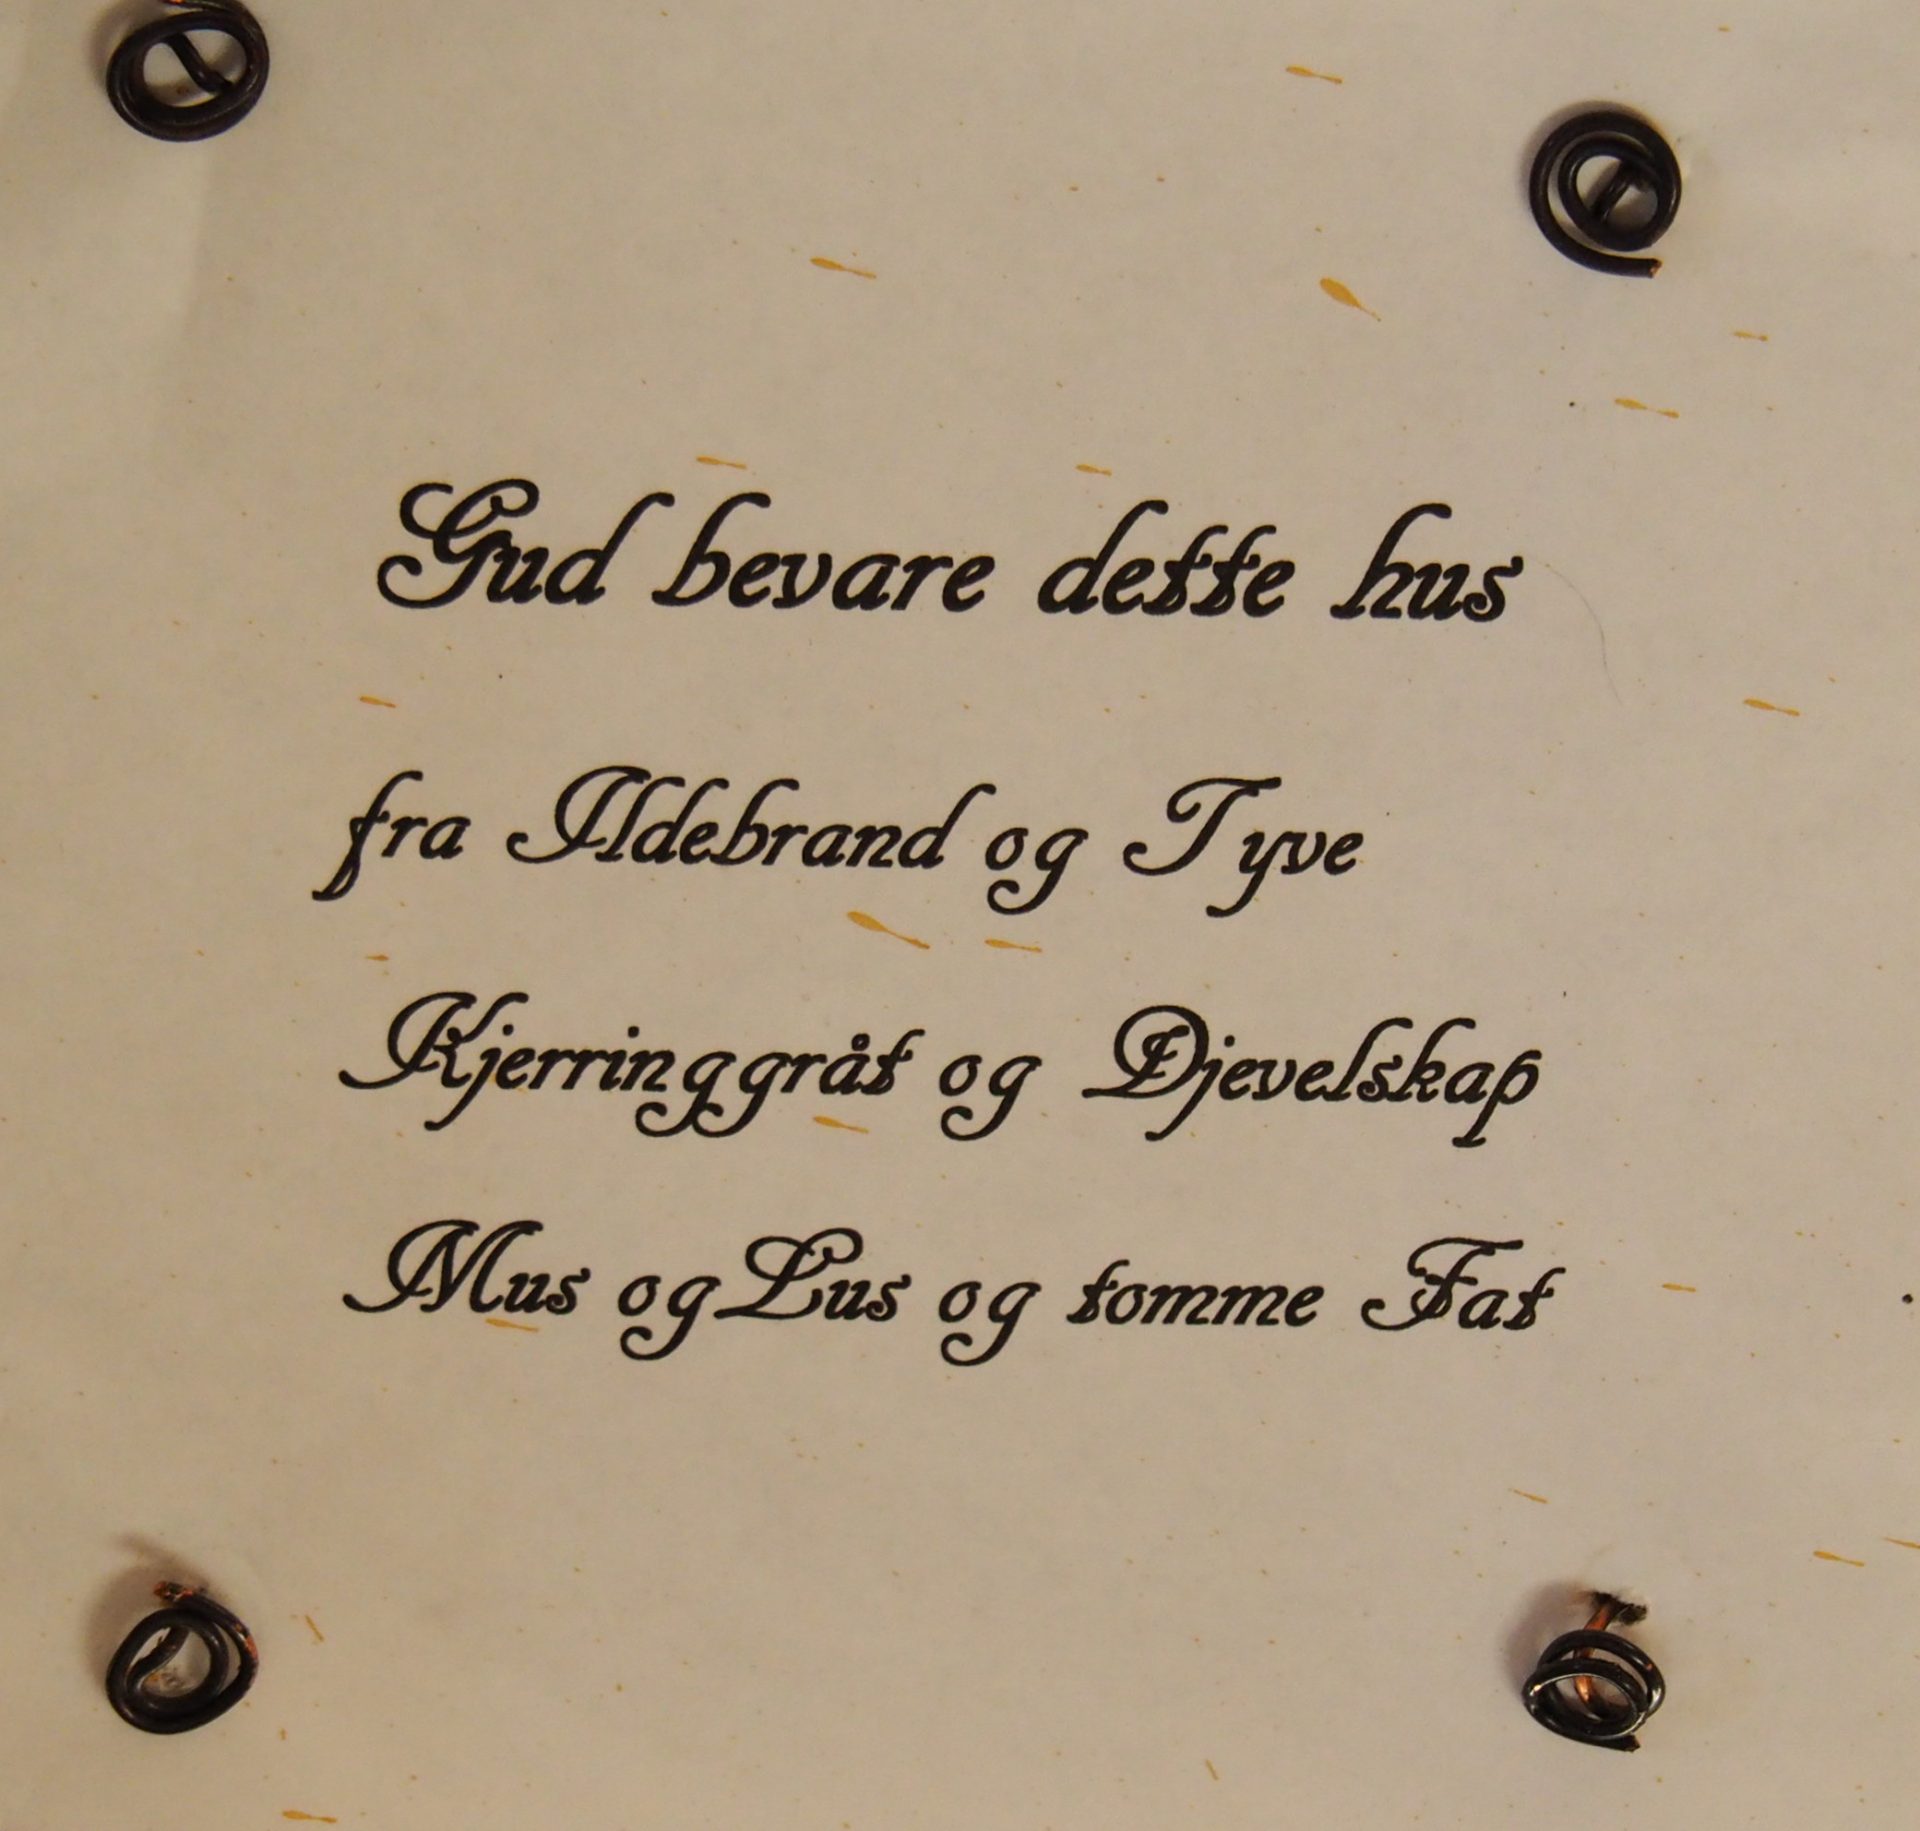 Gud bevare dette hus
fra Ildebrand og Tyve
Kjerringgråt og Djevelskap
Mus og Lus og tomme Fat